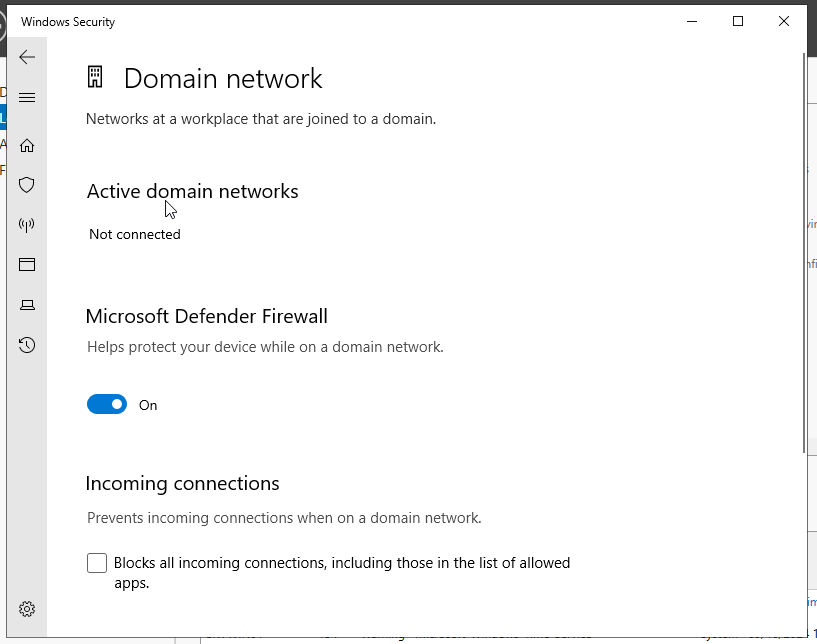 Windows Security
Domain network
Networks at a workplace that are joined to a domain.
Active domain networks
Not connected
Microsoft Defender Firewall
Helps protect your device while on a domain network.
On
Incoming connections
Prevents incoming connections when on a domain network.
Blocks all incoming connections, including those in the list of allowed
apps.